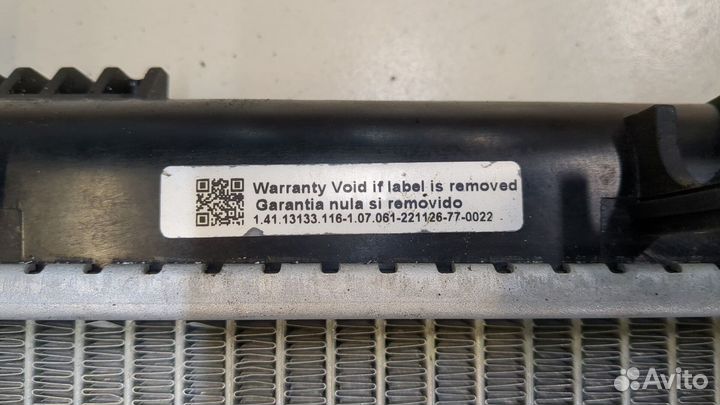 Warranty Void if label is removed
Garantia nula si removido
1.41.13133.116-1.07.061-221126-77-0022
Avito